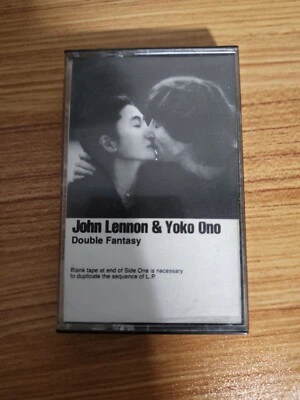 John Lennon & Yoko Ono
Double Fantasy
Blank tape at end of Side One is necessary
to duplicate the sequence of L.P.